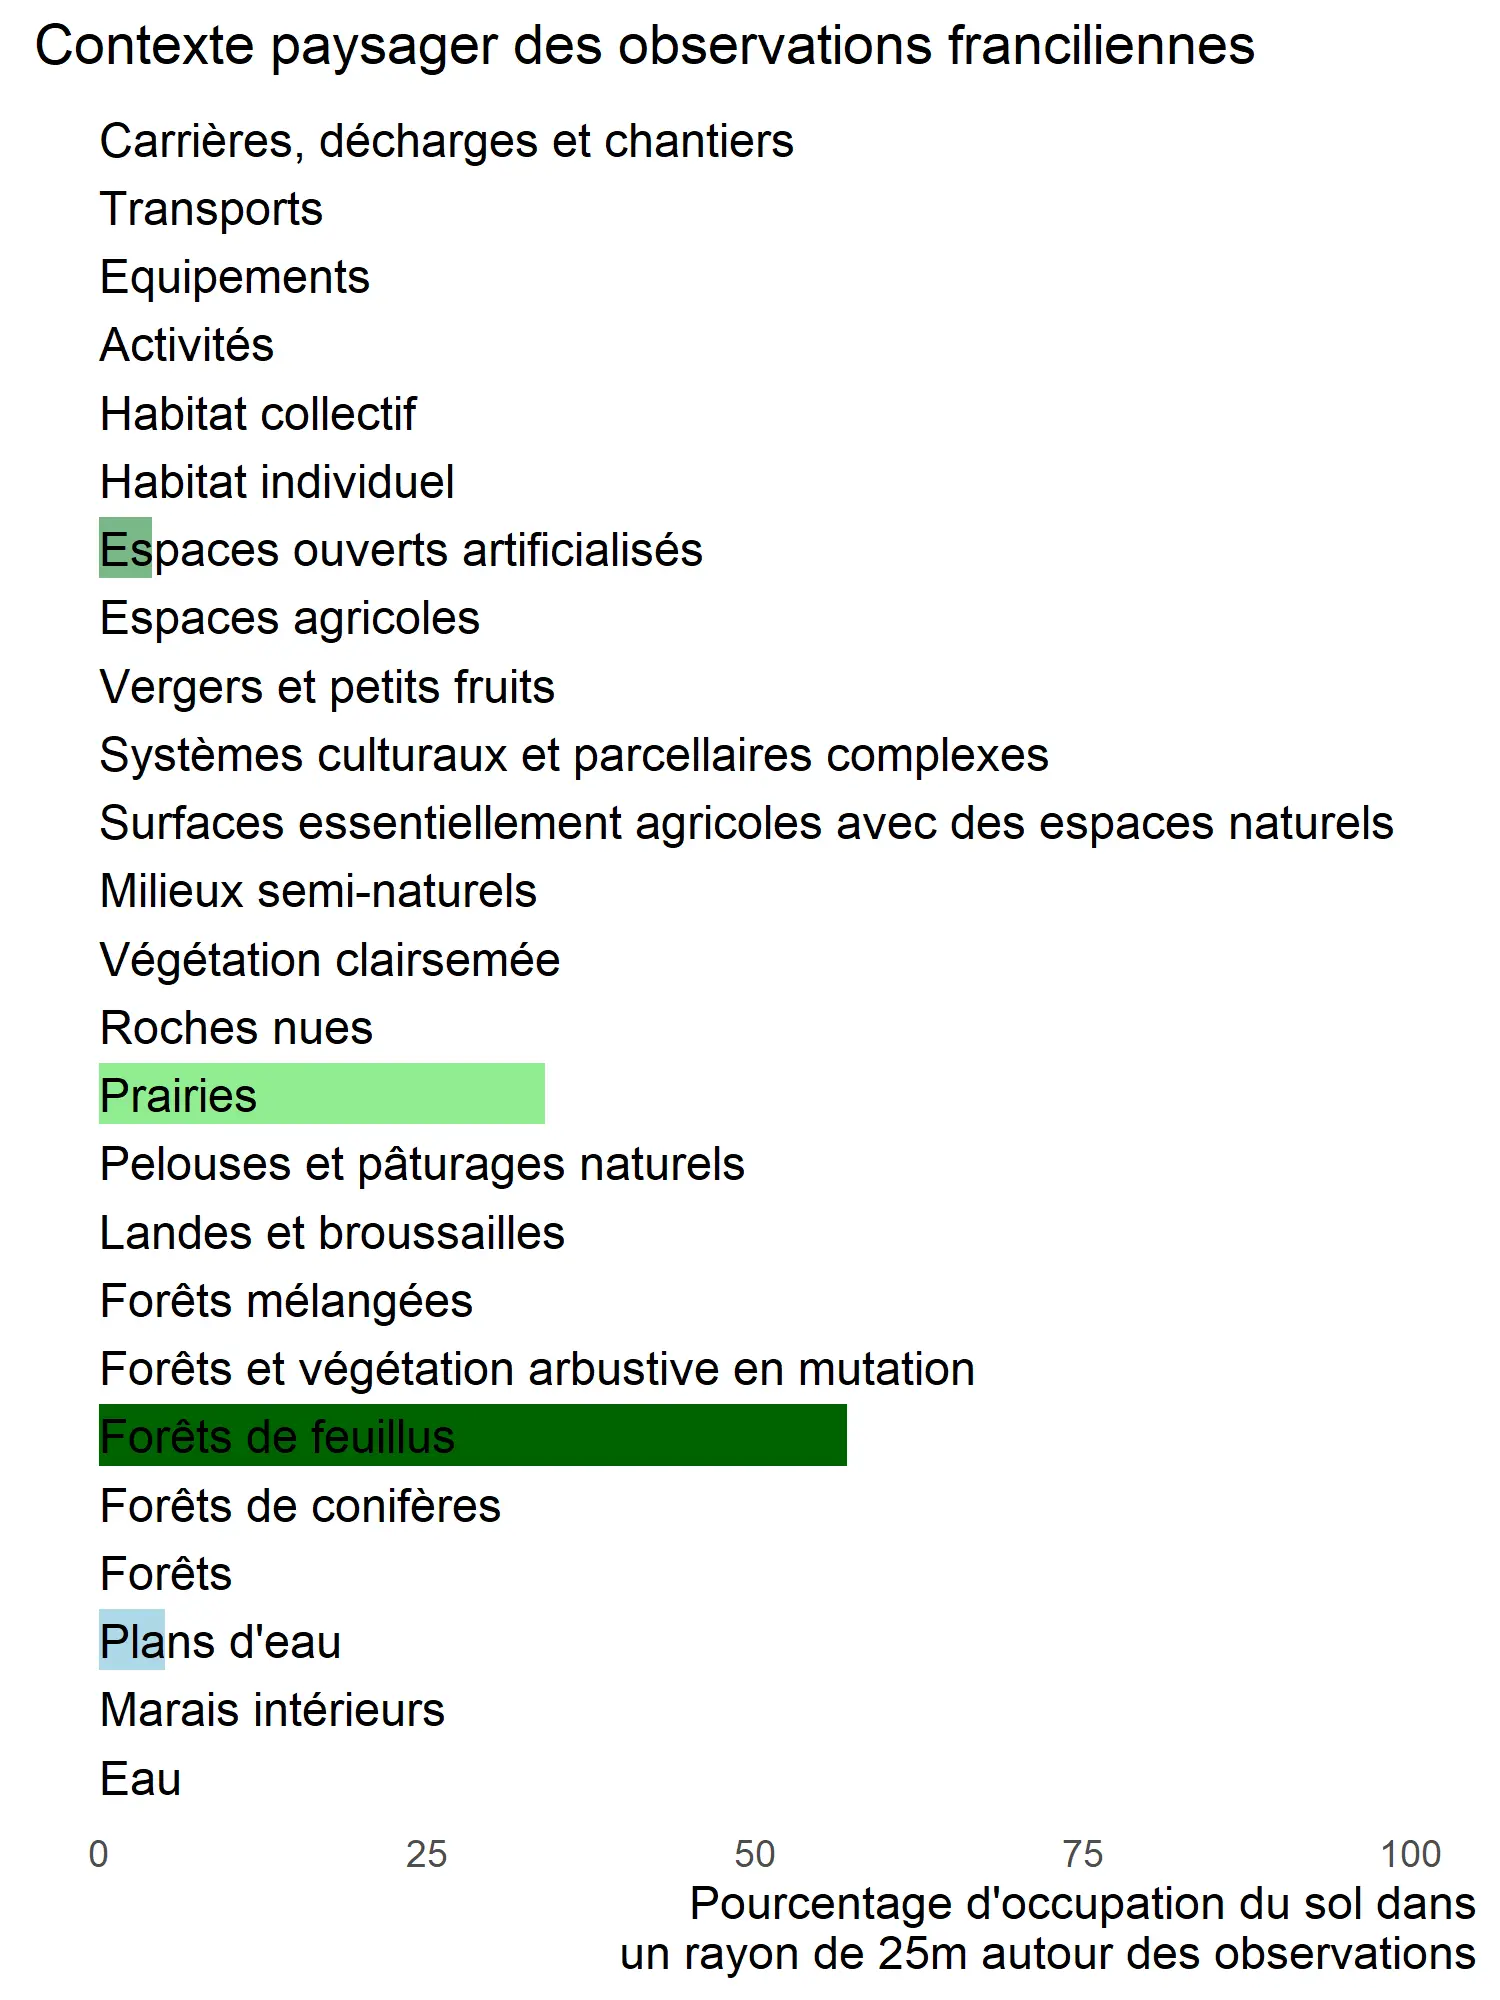 Contexte paysager des observations franciliennes
Carrières, décharges et chantiers
Transports
Equipements
Activités
Habitat collectif
Habitat individuel
Espaces ouverts artificialisés
Espaces agricoles
Vergers et petits fruits
Systèmes culturaux et parcellaires complexes
Surfaces essentiellement agricoles avec des espaces naturels
Milieux semi-naturels
Végétation clairsemée
Roches nues
Prairies
Pelouses et pâturages naturels
Landes et broussailles
Forêts mélangées
Forêts et végétation arbustive en mutation
Forêts de feuillus
Forêts de conifères
Forêts
Plans d'eau
Marais intérieurs
Eau
0 25 50 75 100
Pourcentage d'occupation du sol dans
un rayon de 25m autour des observations